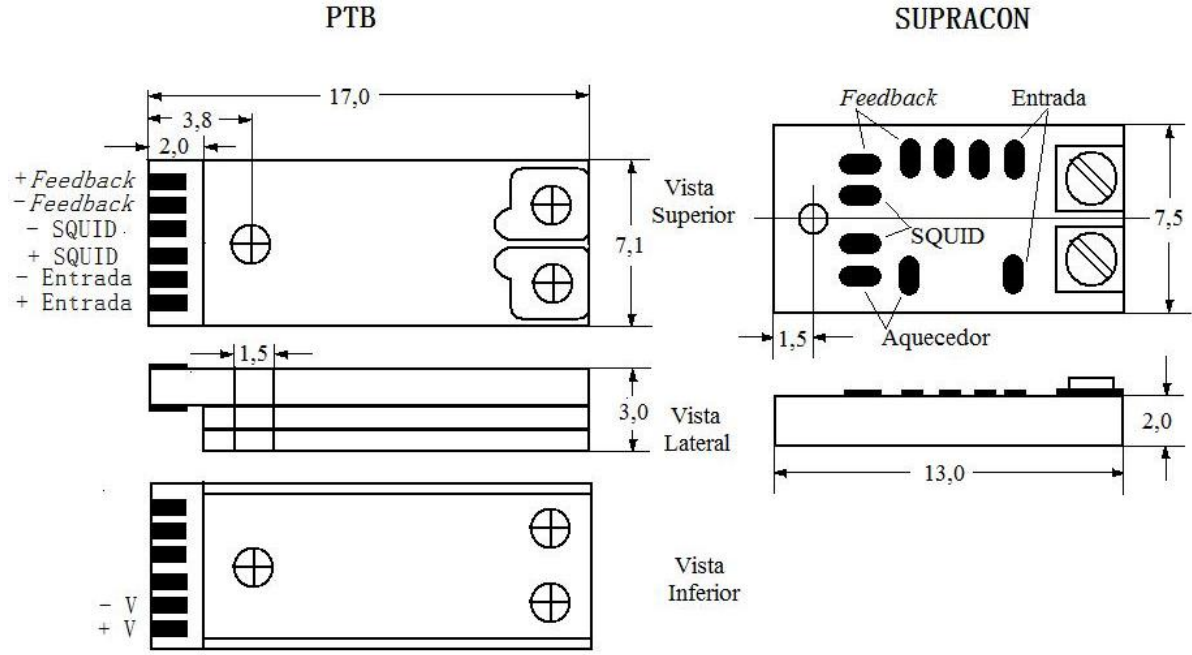 PTB
SUPRACON
17,0
3,8
2,0
+Feedback
-Feedback
- SQUID
+ SQUID
- Entrada
+ Entrada
7,1
Vista
Superior
Feedback
Entrada
SQUID
Aquecedor
7,5
1,5
1,5
3,0
Vista
Lateral
2,0
13,0
- V
+ V
Vista
Inferior